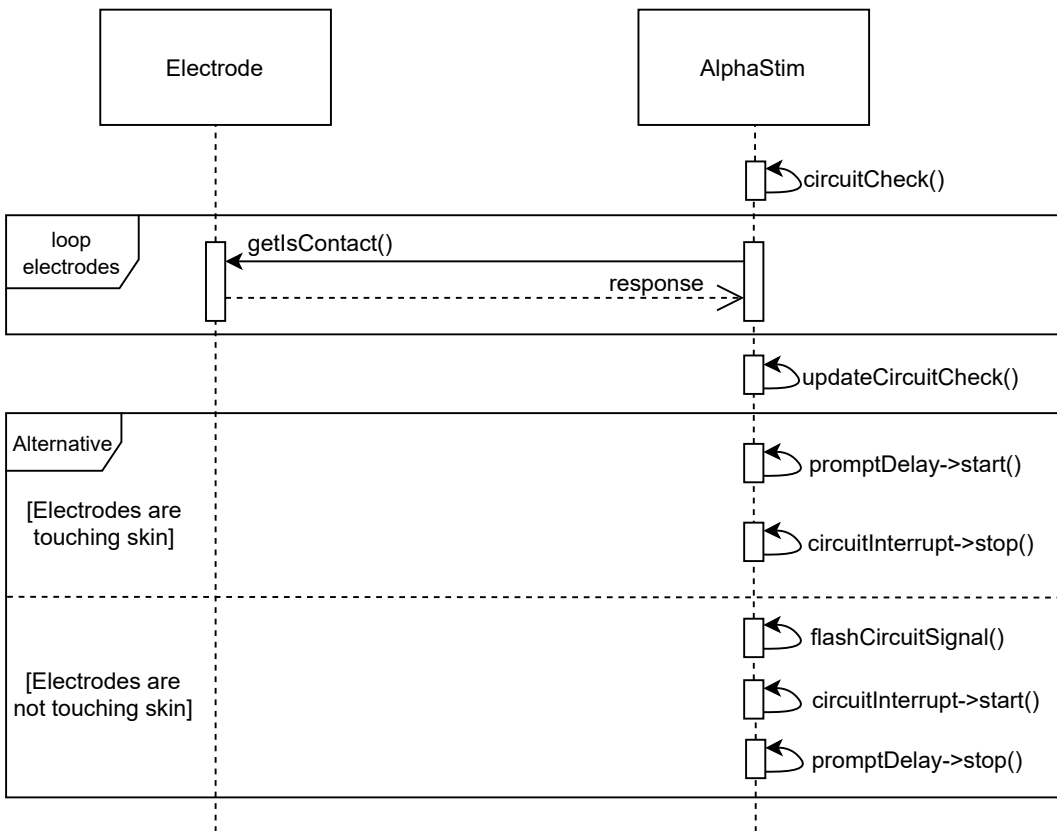 Electrode
AlphaStim
circuitCheck()
loop
electrodes
getIsContact()
response
updateCircuitCheck()
Alternative
promptDelay->start()
[Electrodes are
touching skin]
circuitInterrupt->stop()
flashCircuitSignal()
[Electrodes are
not touching skin]
circuitInterrupt->start()
promptDelay->stop()